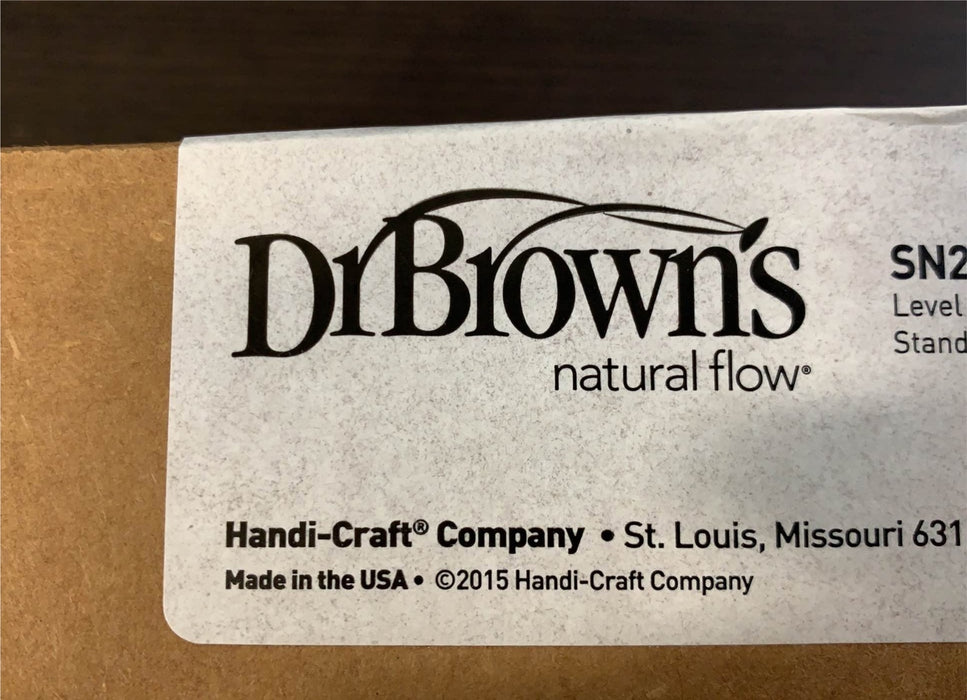 DrBrown's
natural flow®
SN2
Level
Stand
Handi-Craft® Company • St. Louis, Missouri 631
Made in the USA • ©2015 Handi-Craft Company